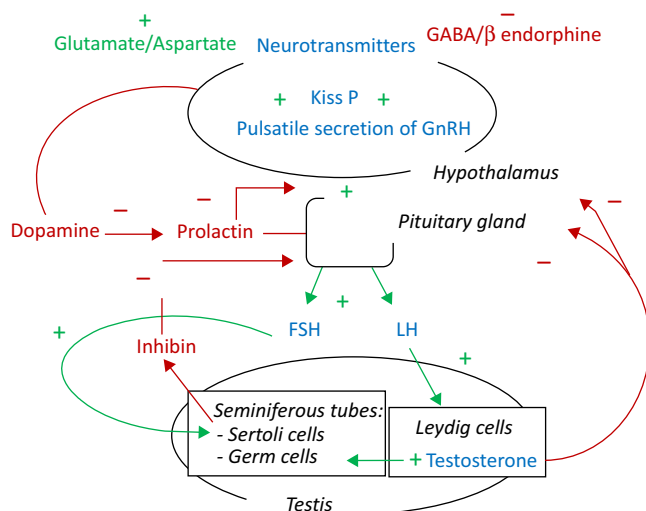 +
Glutamate/Aspartate
Neurotransmitters
–
GABA/β endorphine
+ Kiss P +
Pulsatile secretion of GnRH
Hypothalamus
– +
–
Dopamine
–
Prolactin
Pituitary gland
–
–
+
+
FSH
LH
Inhibin
+
Seminiferous tubes:
- Sertoli cells
- Germ cells
Leydig cells
+ Testosterone
Testis